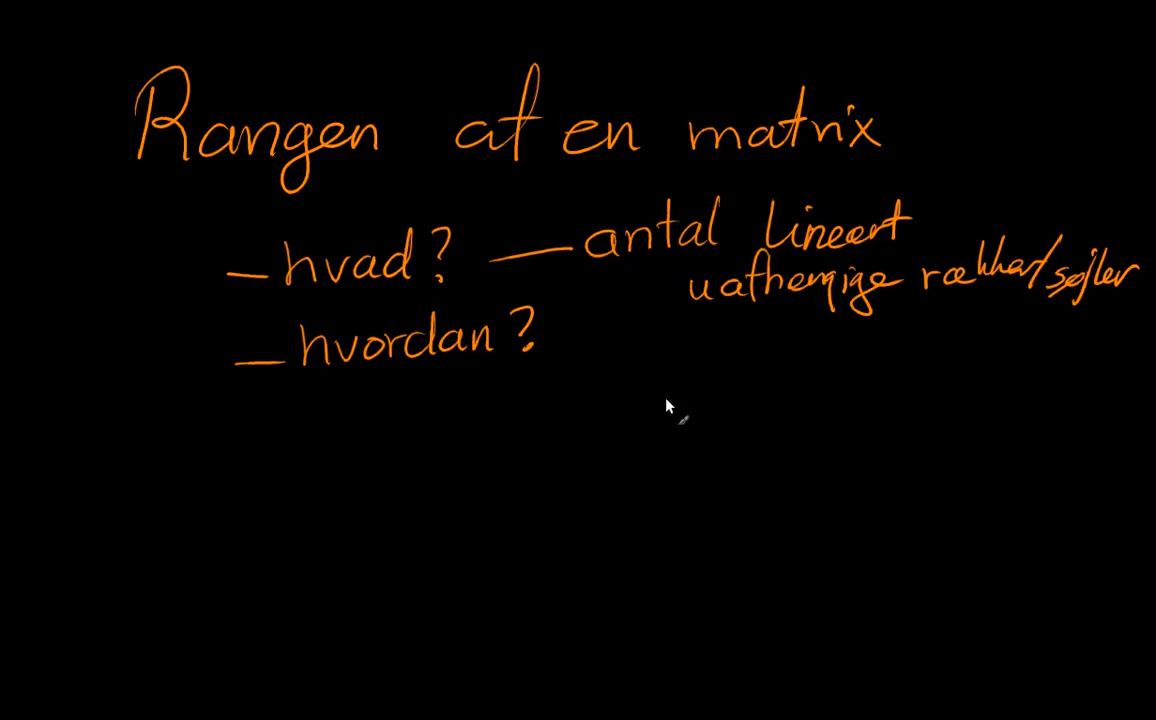 Rangen af en matrix
- hvad? - antal lineært
uafhængige rækker/søjler
- hvordan?